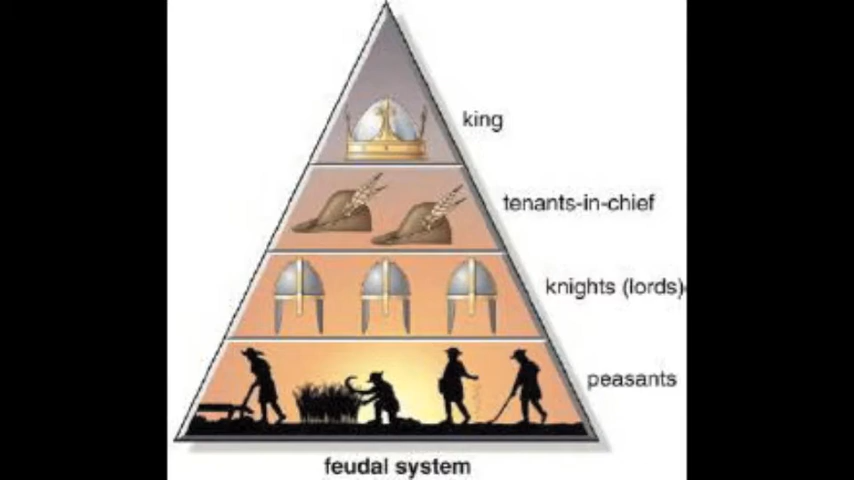 king
tenants-in-chief
knights (lords)
peasants
feudal system